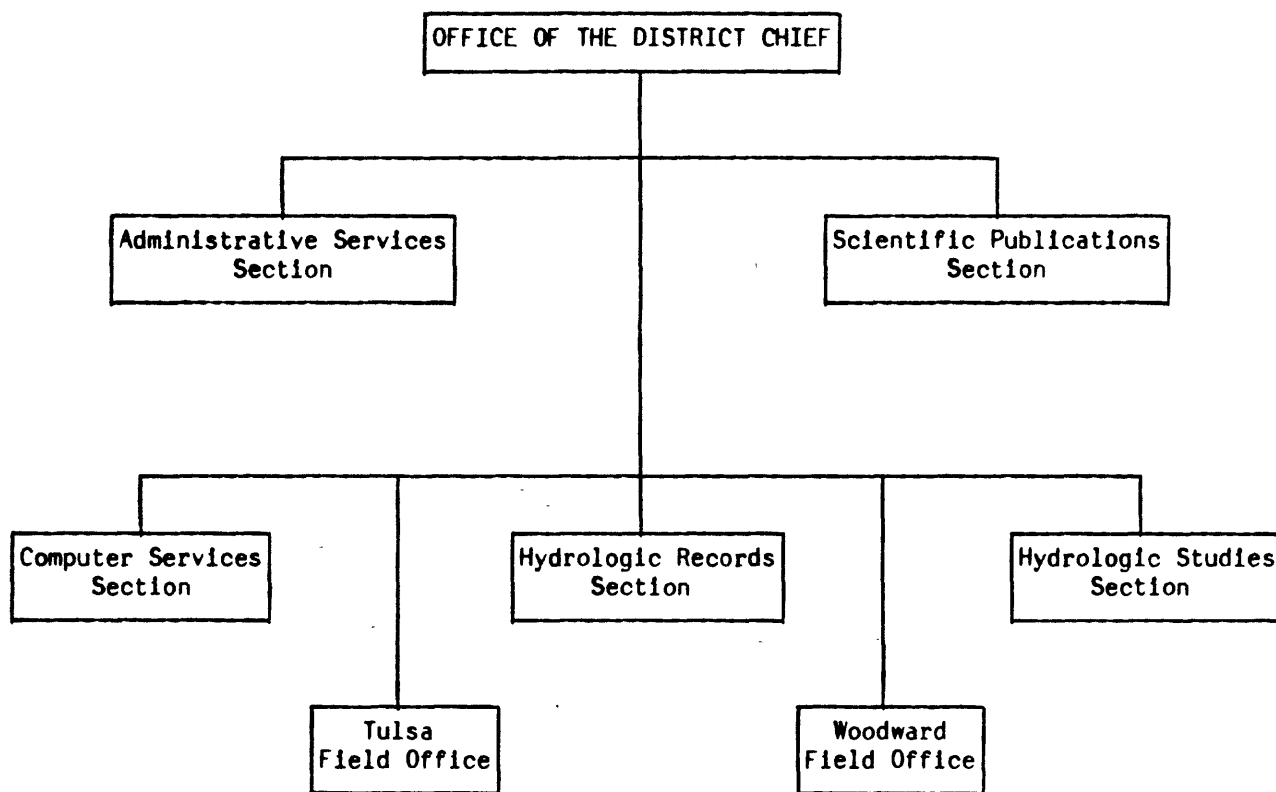 OFFICE OF THE DISTRICT CHIEF
Administrative Services
Section
Scientific Publications
Section
Computer Services
Section
Hydrologic Records
Section
Hydrologic Studies
Section
Tulsa
Field Office
Woodward
Field Office